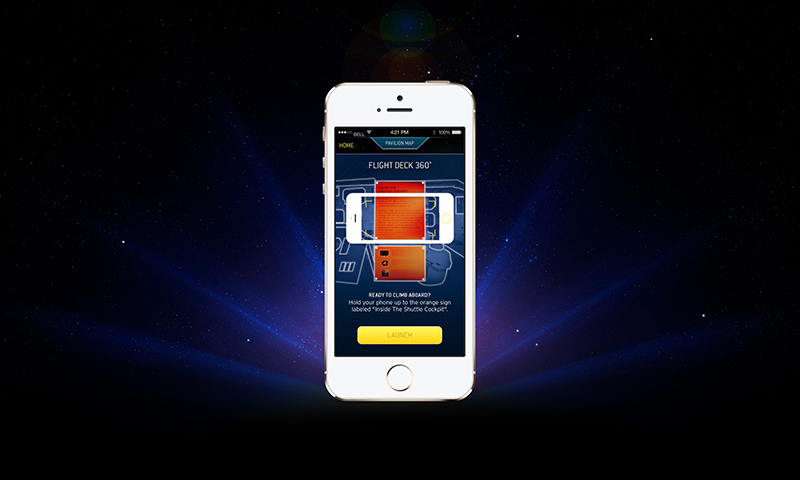 BELL
4:21 PM
100%
HOME
PAVILION MAP
FLIGHT DECK 360°
READY TO CLIMB ABOARD?
Hold your phone up to the orange sign
labeled "Inside The Shuttle Cockpit".
LAUNCH